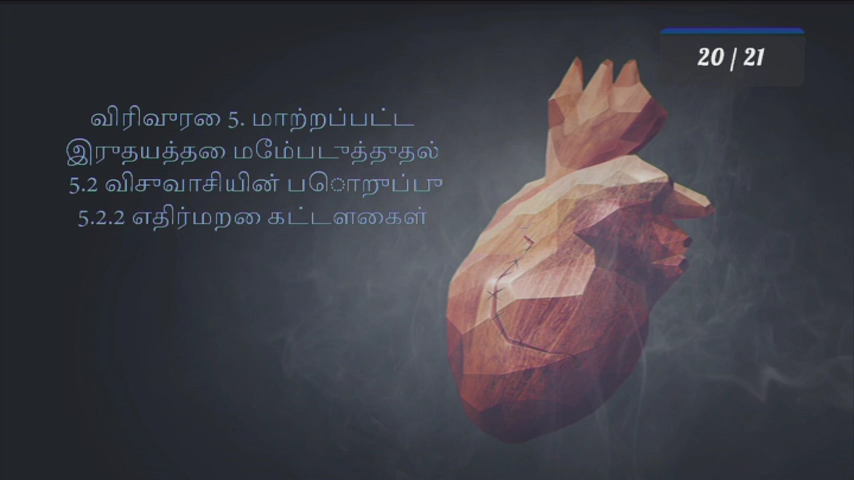 20 / 21
விரிவுரை 5. மாற்றப்பட்ட
இருதயத்தை மேம்படுத்துதல்
5.2 விசுவாசியின் பொறுப்பு
5.2.2 எதிர்மறை கட்டளைகள்